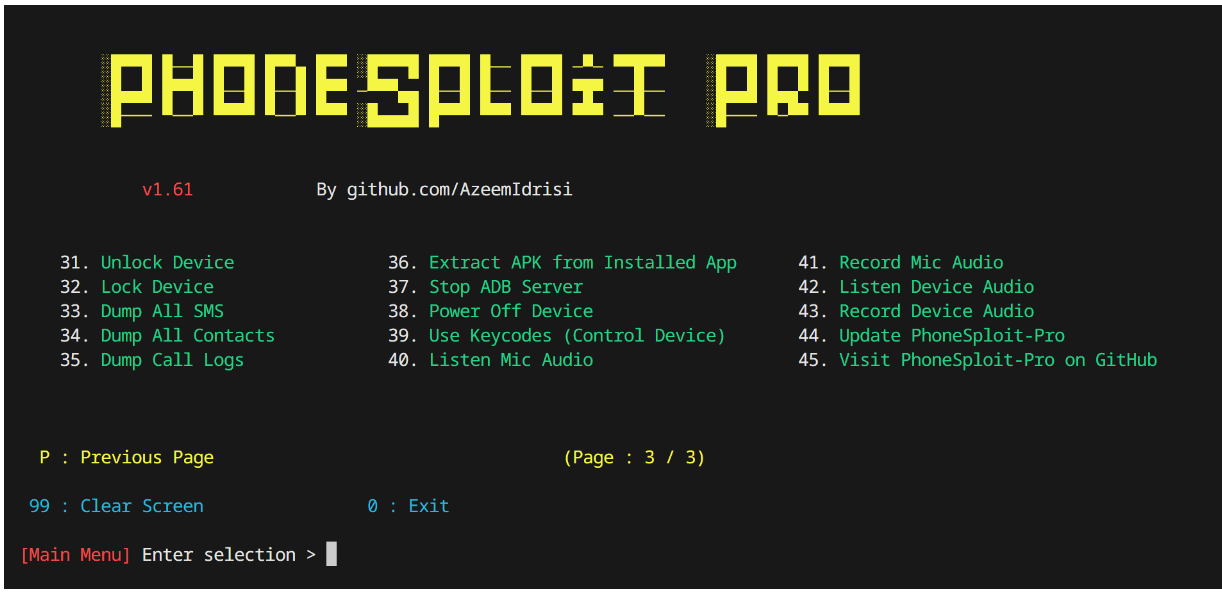 PHONESPLOIT PRO
v1.61 By github.com/AzeemIdrisi
31. Unlock Device 36. Extract APK from Installed App 41. Record Mic Audio
32. Lock Device 37. Stop ADB Server 42. Listen Device Audio
33. Dump All SMS 38. Power Off Device 43. Record Device Audio
34. Dump All Contacts 39. Use Keycodes (Control Device) 44. Update PhoneSploit-Pro
35. Dump Call Logs 40. Listen Mic Audio 45. Visit PhoneSploit-Pro on GitHub
P : Previous Page (Page : 3 / 3)
99 : Clear Screen 0 : Exit
[Main Menu] Enter selection >